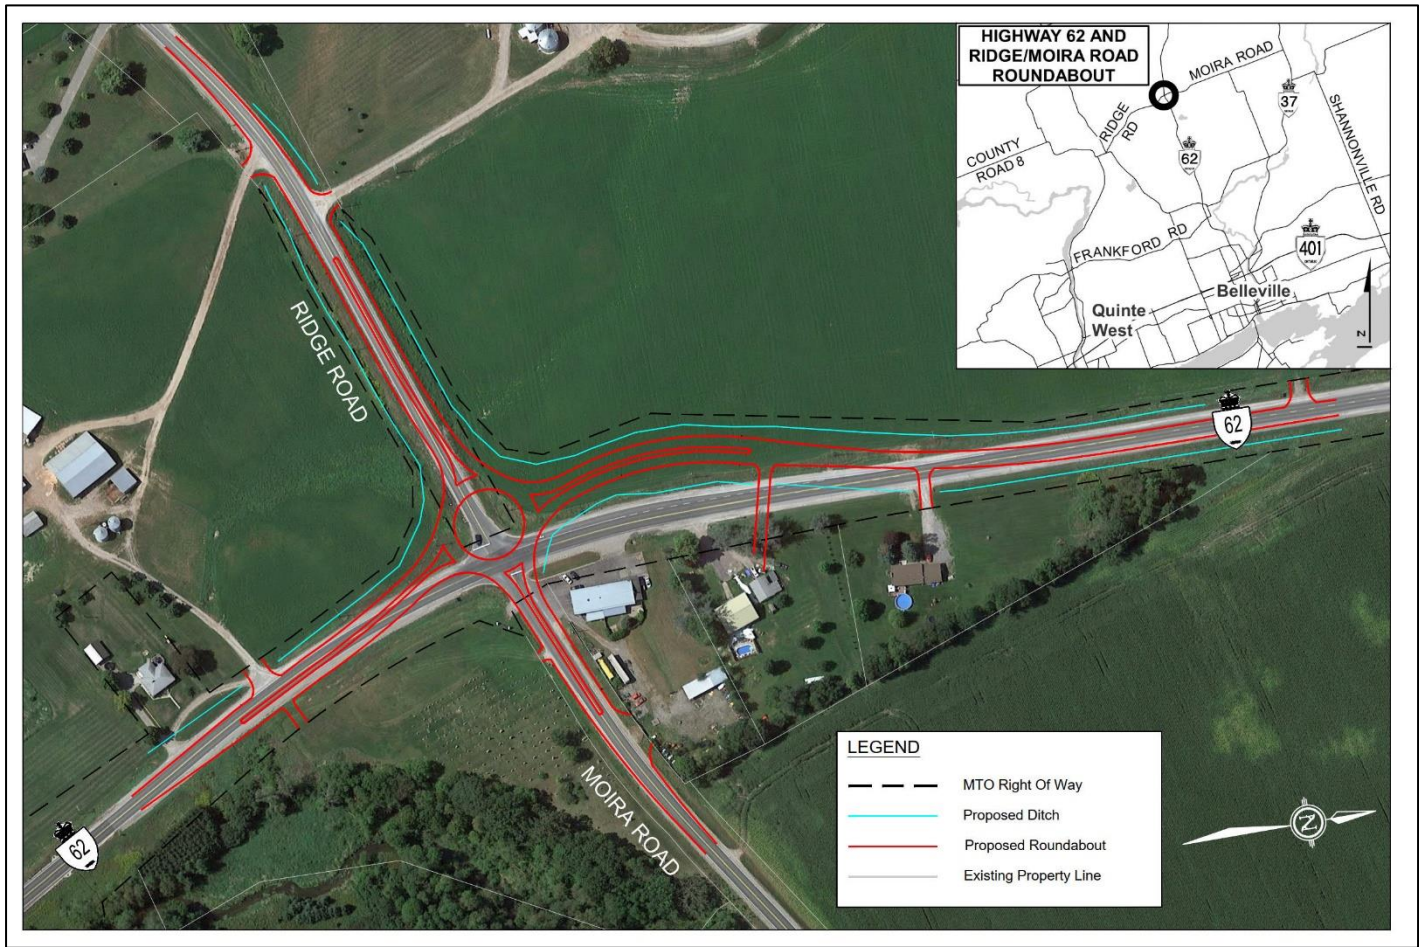 HIGHWAY 62 AND
RIDGE/MOIRA ROAD
ROUNDABOUT
MOIRA ROAD
RIDGE
RD
37
SHANNONVILLE RD
COUNTY
ROAD 8
62
FRANKFORD RD
401
Belleville
Quinte
West
N
RIDGE ROAD
62
MOIRA ROAD
62
LEGEND
MTO Right Of Way
Proposed Ditch
Proposed Roundabout
Existing Property Line
N